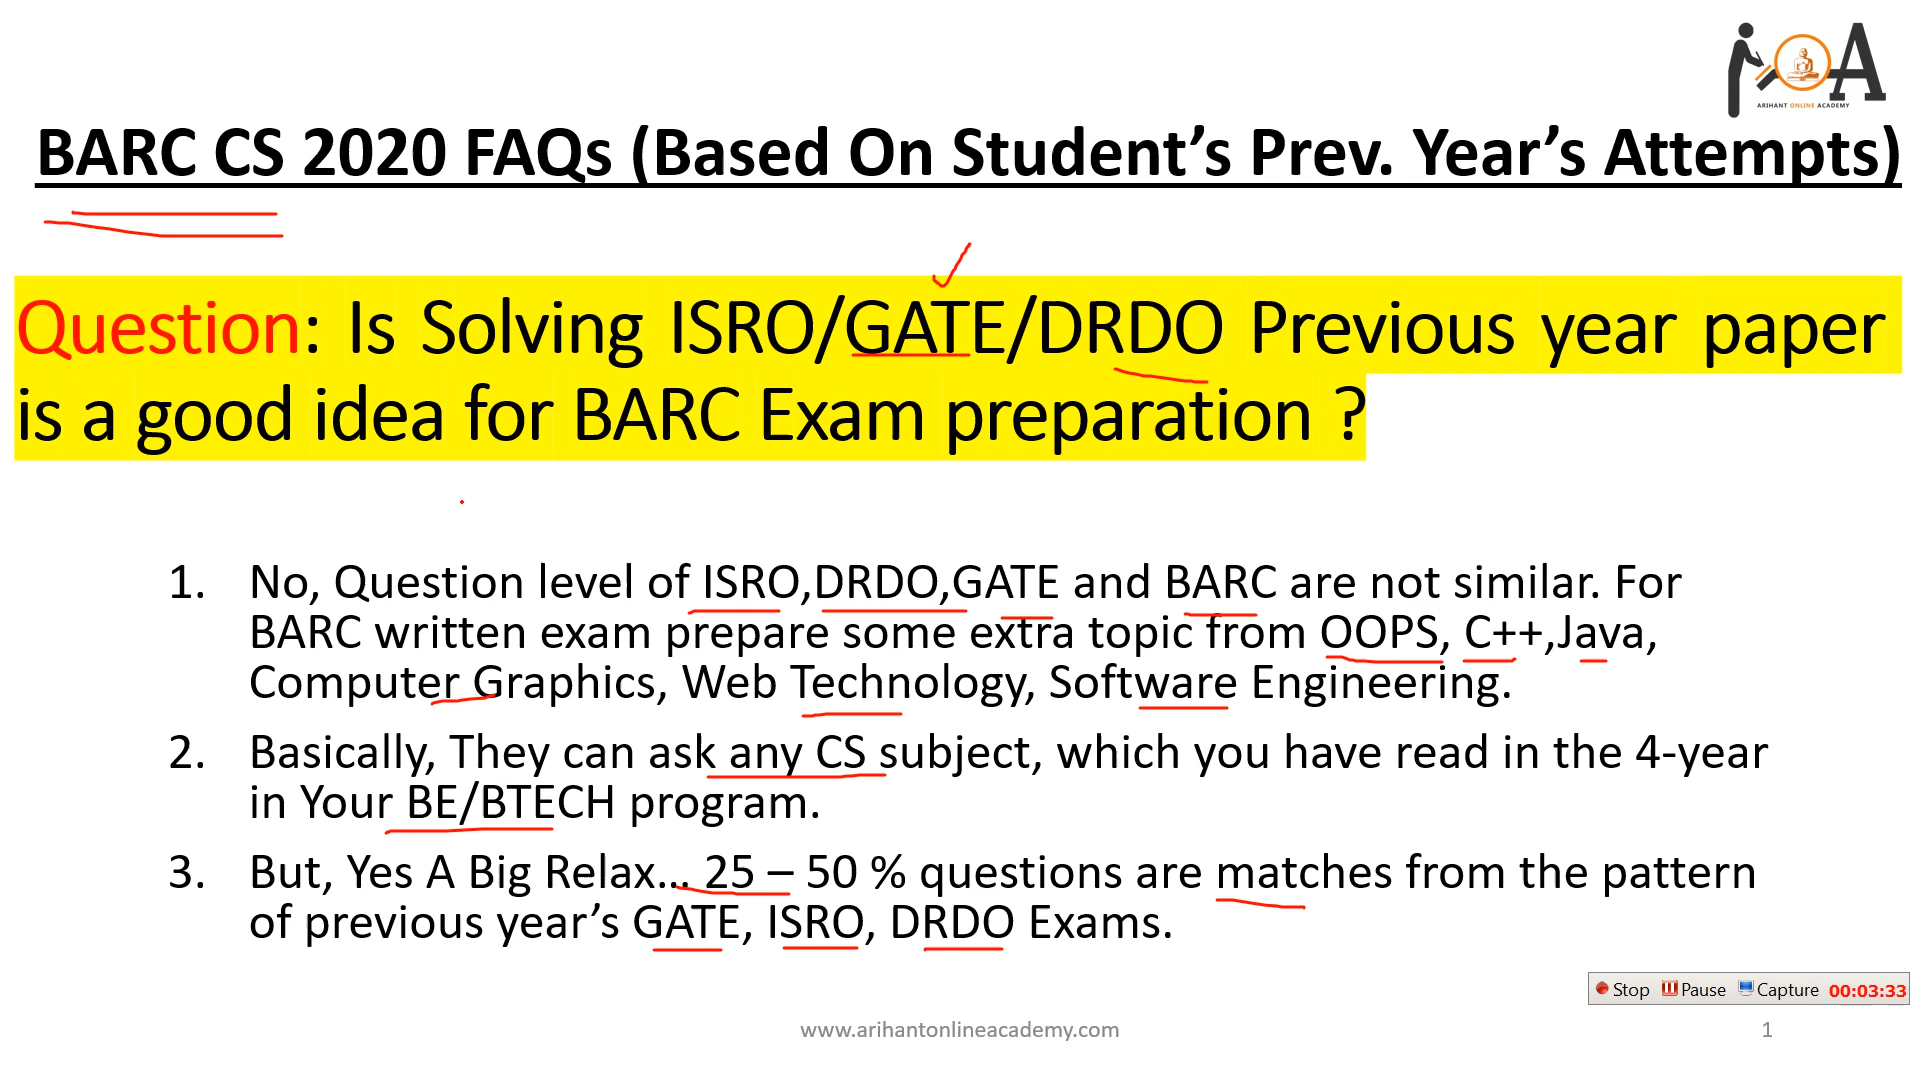 ARIHANT ONLINE ACADEMY
BARC CS 2020 FAQs (Based On Student’s Prev. Year’s Attempts)
Question: Is Solving ISRO/GATE/DRDO Previous year paper
is a good idea for BARC Exam preparation ?
1. No, Question level of ISRO,DRDO,GATE and BARC are not similar. For
BARC written exam prepare some extra topic from OOPS, C++,Java,
Computer Graphics, Web Technology, Software Engineering.
2. Basically, They can ask any CS subject, which you have read in the 4-year
in Your BE/BTECH program.
3. But, Yes A Big Relax... 25 – 50 % questions are matches from the pattern
of previous year’s GATE, ISRO, DRDO Exams.
Stop Pause Capture 00:03:33
www.arihantonlineacademy.com 1